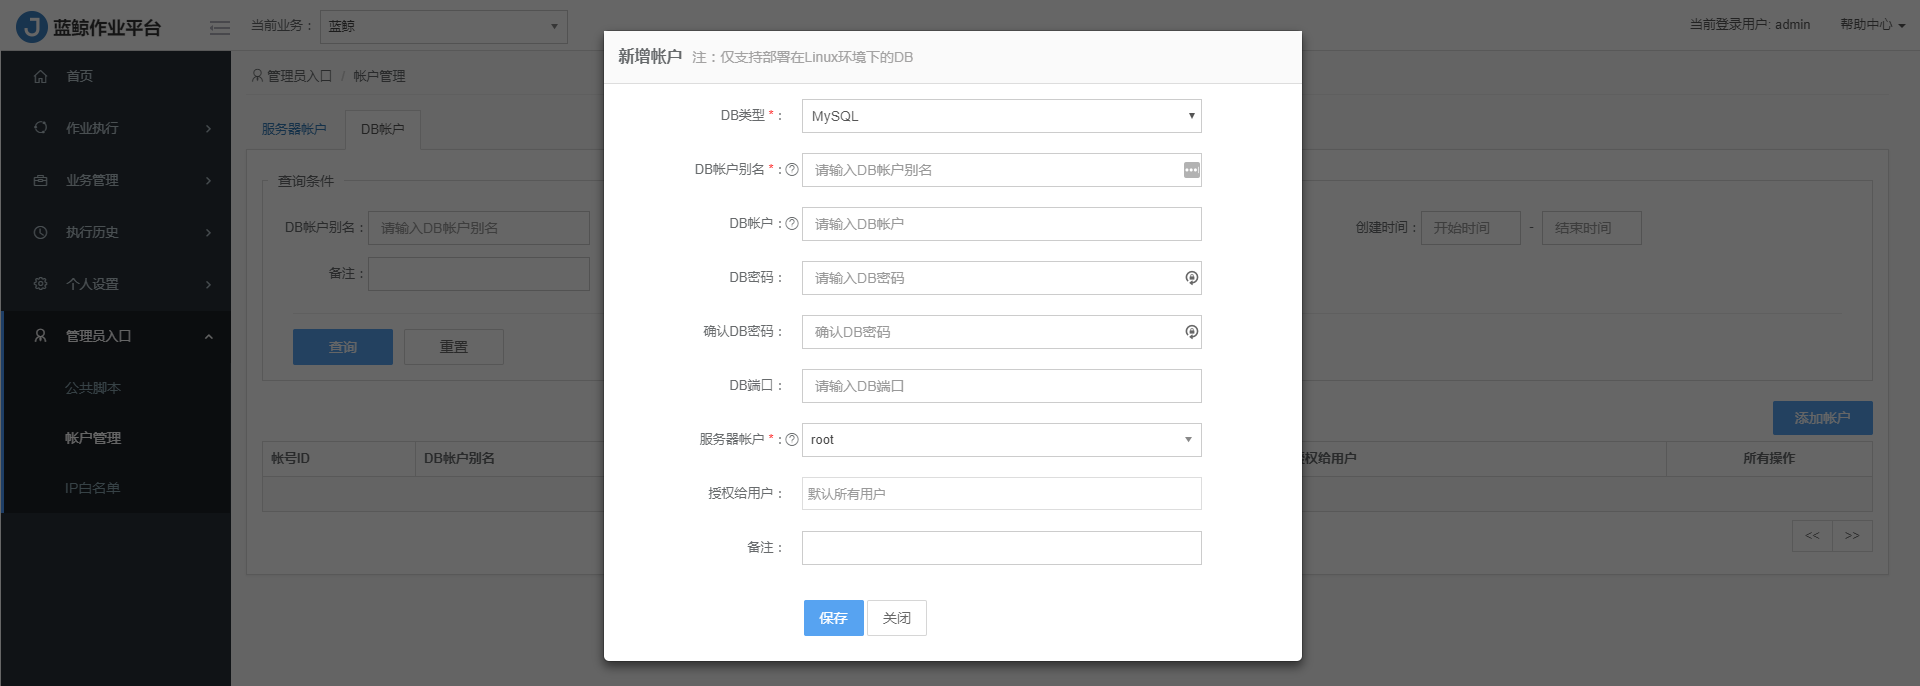 蓝鲸作业平台
当前业务：
蓝鲸
当前登录用户: admin
帮助中心
首页
作业执行
业务管理
执行历史
个人设置
管理员入口
公共脚本
帐户管理
IP白名单
管理员入口 / 帐户管理
服务器帐户
DB帐户
查询条件
DB帐户别名：
请输入DB帐户别名
创建时间：
开始时间 - 结束时间
备注：
查询
重置
添加帐户
帐号ID
DB帐户别名
权给用户
所有操作
<<
>>
新增帐户 注：仅支持部署在Linux环境下的DB
DB类型 *：
MySQL
DB帐户别名 *：
请输入DB帐户别名
DB帐户：
请输入DB帐户
DB密码：
请输入DB密码
确认DB密码：
确认DB密码
DB端口：
请输入DB端口
服务器帐户 *：
root
授权给用户：
默认所有用户
备注：
保存
关闭